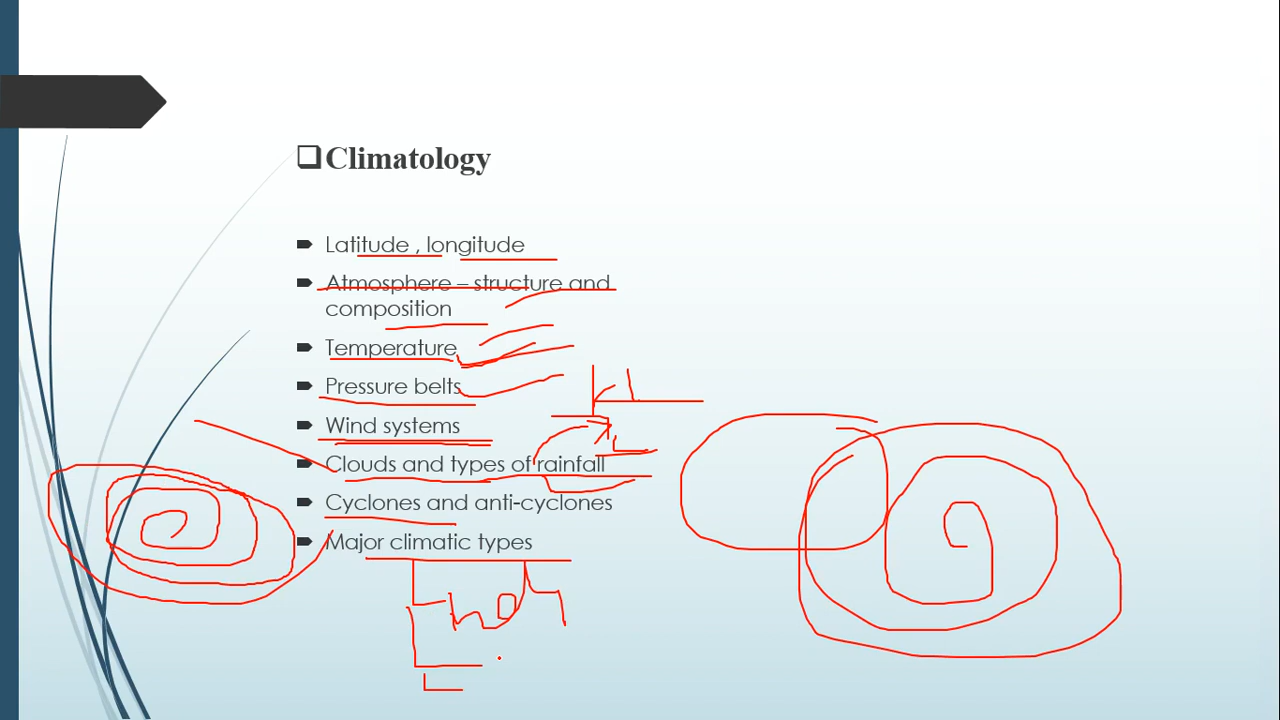 Climatology
Latitude , longitude
Atmosphere – structure and
composition
Temperature
Pressure belts
Wind systems
Clouds and types of rainfall
Cyclones and anti-cyclones
Major climatic types